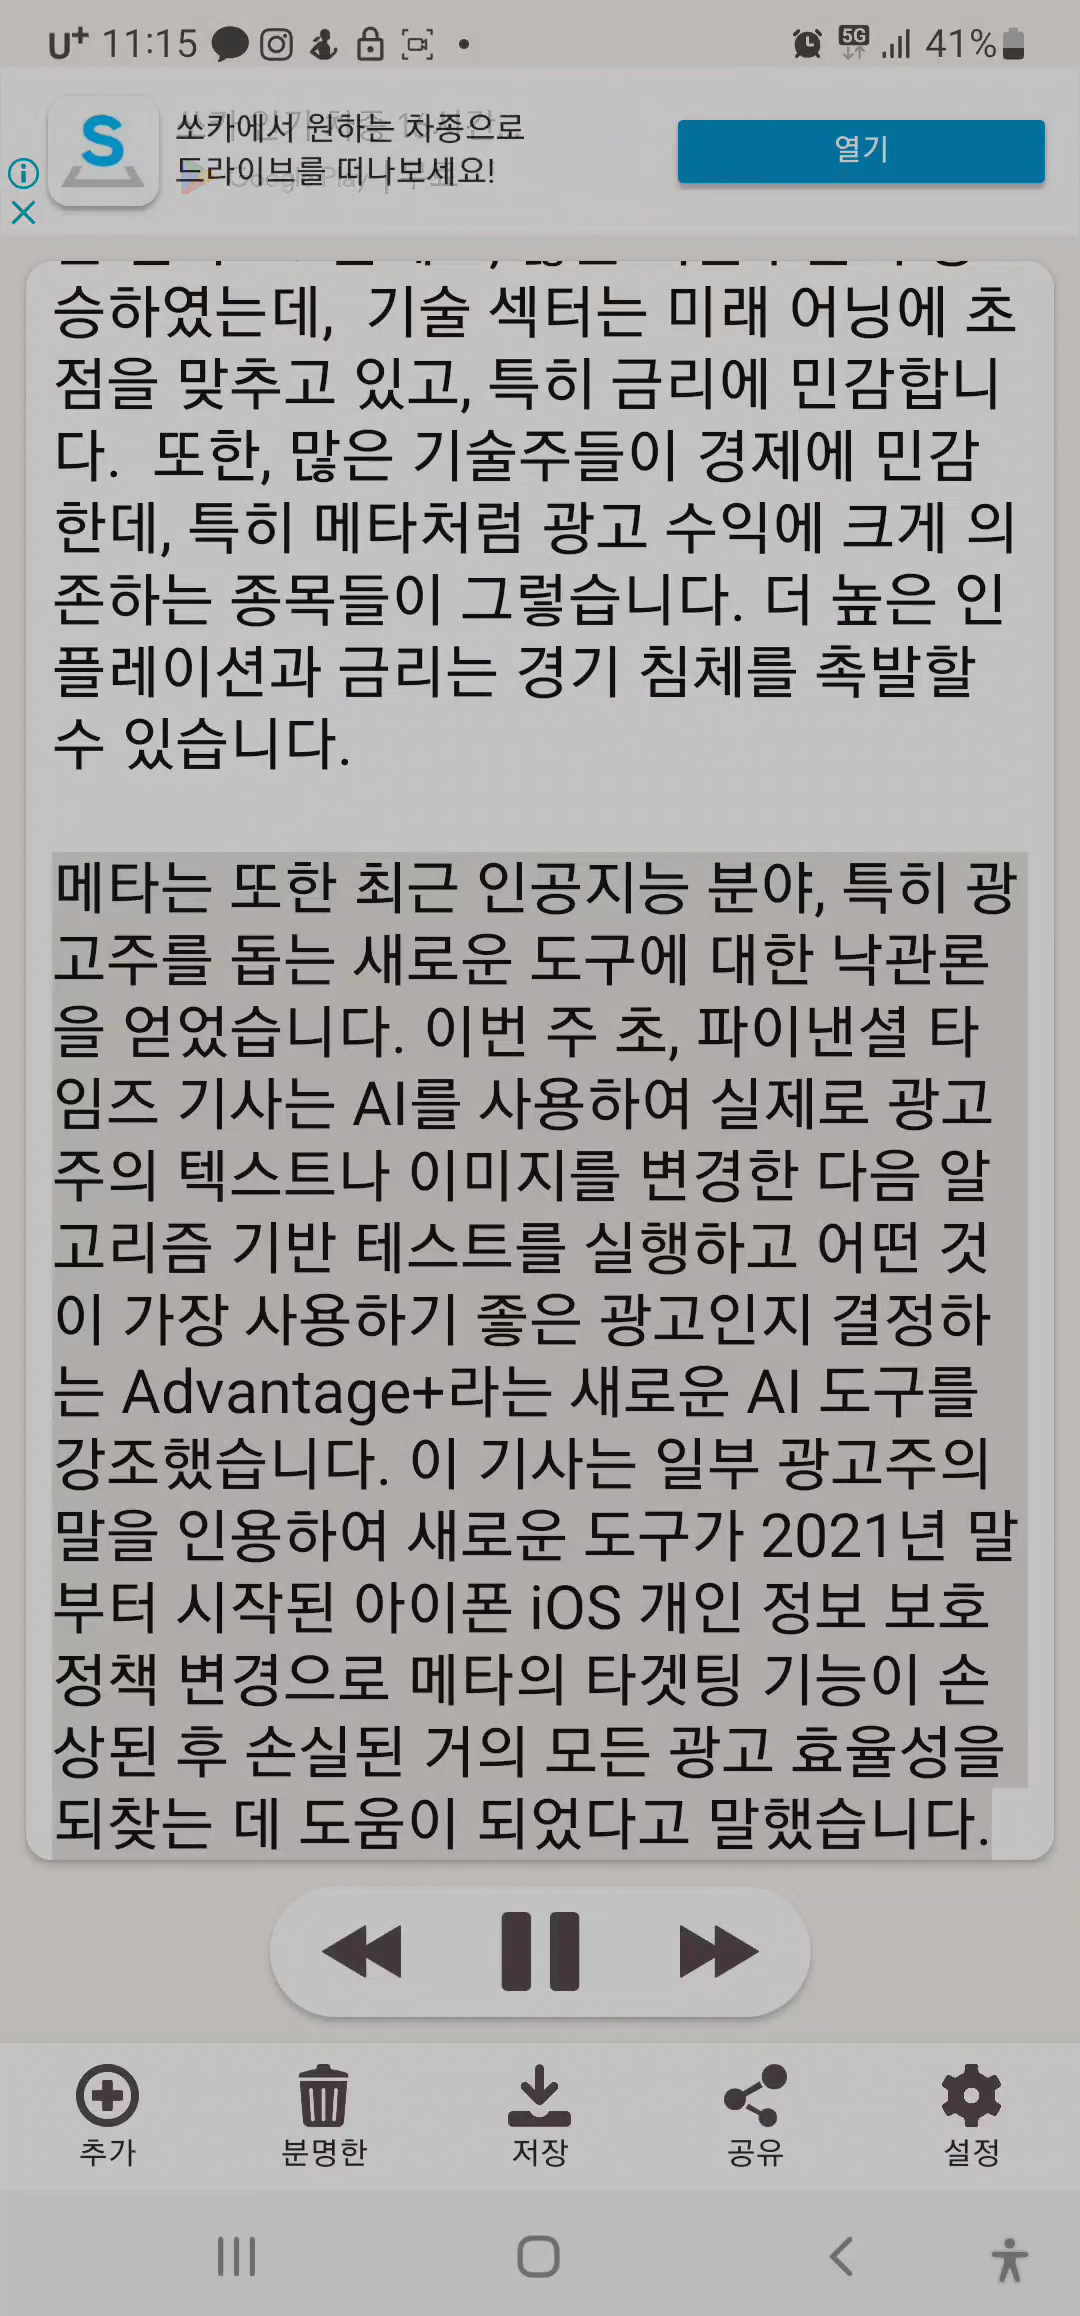 U+ 11:15
5G 41%
쏘카에서 원하는 차종으로
드라이브를 떠나보세요!
열기
승하였는데, 기술 섹터는 미래 어닝에 초
점을 맞추고 있고, 특히 금리에 민감합니
다. 또한, 많은 기술주들이 경제에 민감
한데, 특히 메타처럼 광고 수익에 크게 의
존하는 종목들이 그렇습니다. 더 높은 인
플레이션과 금리는 경기 침체를 촉발할
수 있습니다.
메타는 또한 최근 인공지능 분야, 특히 광
고주를 돕는 새로운 도구에 대한 낙관론
을 얻었습니다. 이번 주 초, 파이낸셜 타
임즈 기사는 AI를 사용하여 실제로 광고
주의 텍스트나 이미지를 변경한 다음 알
고리즘 기반 테스트를 실행하고 어떤 것
이 가장 사용하기 좋은 광고인지 결정하
는 Advantage+라는 새로운 AI 도구를
강조했습니다. 이 기사는 일부 광고주의
말을 인용하여 새로운 도구가 2021년 말
부터 시작된 아이폰 iOS 개인 정보 보호
정책 변경으로 메타의 타겟팅 기능이 손
상된 후 손실된 거의 모든 광고 효율성을
되찾는 데 도움이 되었다고 말했습니다.
추가
분명한
저장
공유
설정